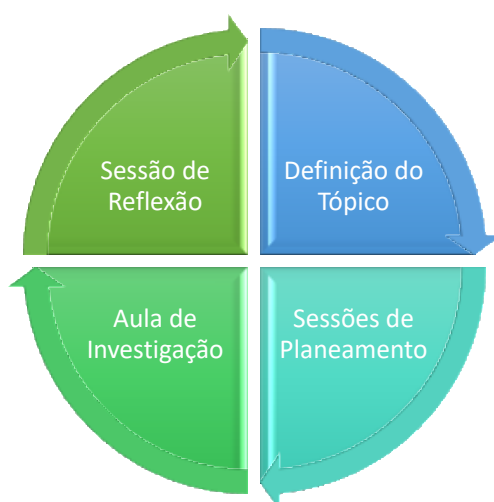 Sessão de
Reflexão
Definição do
Tópico
Aula de
Investigação
Sessões de
Planeamento